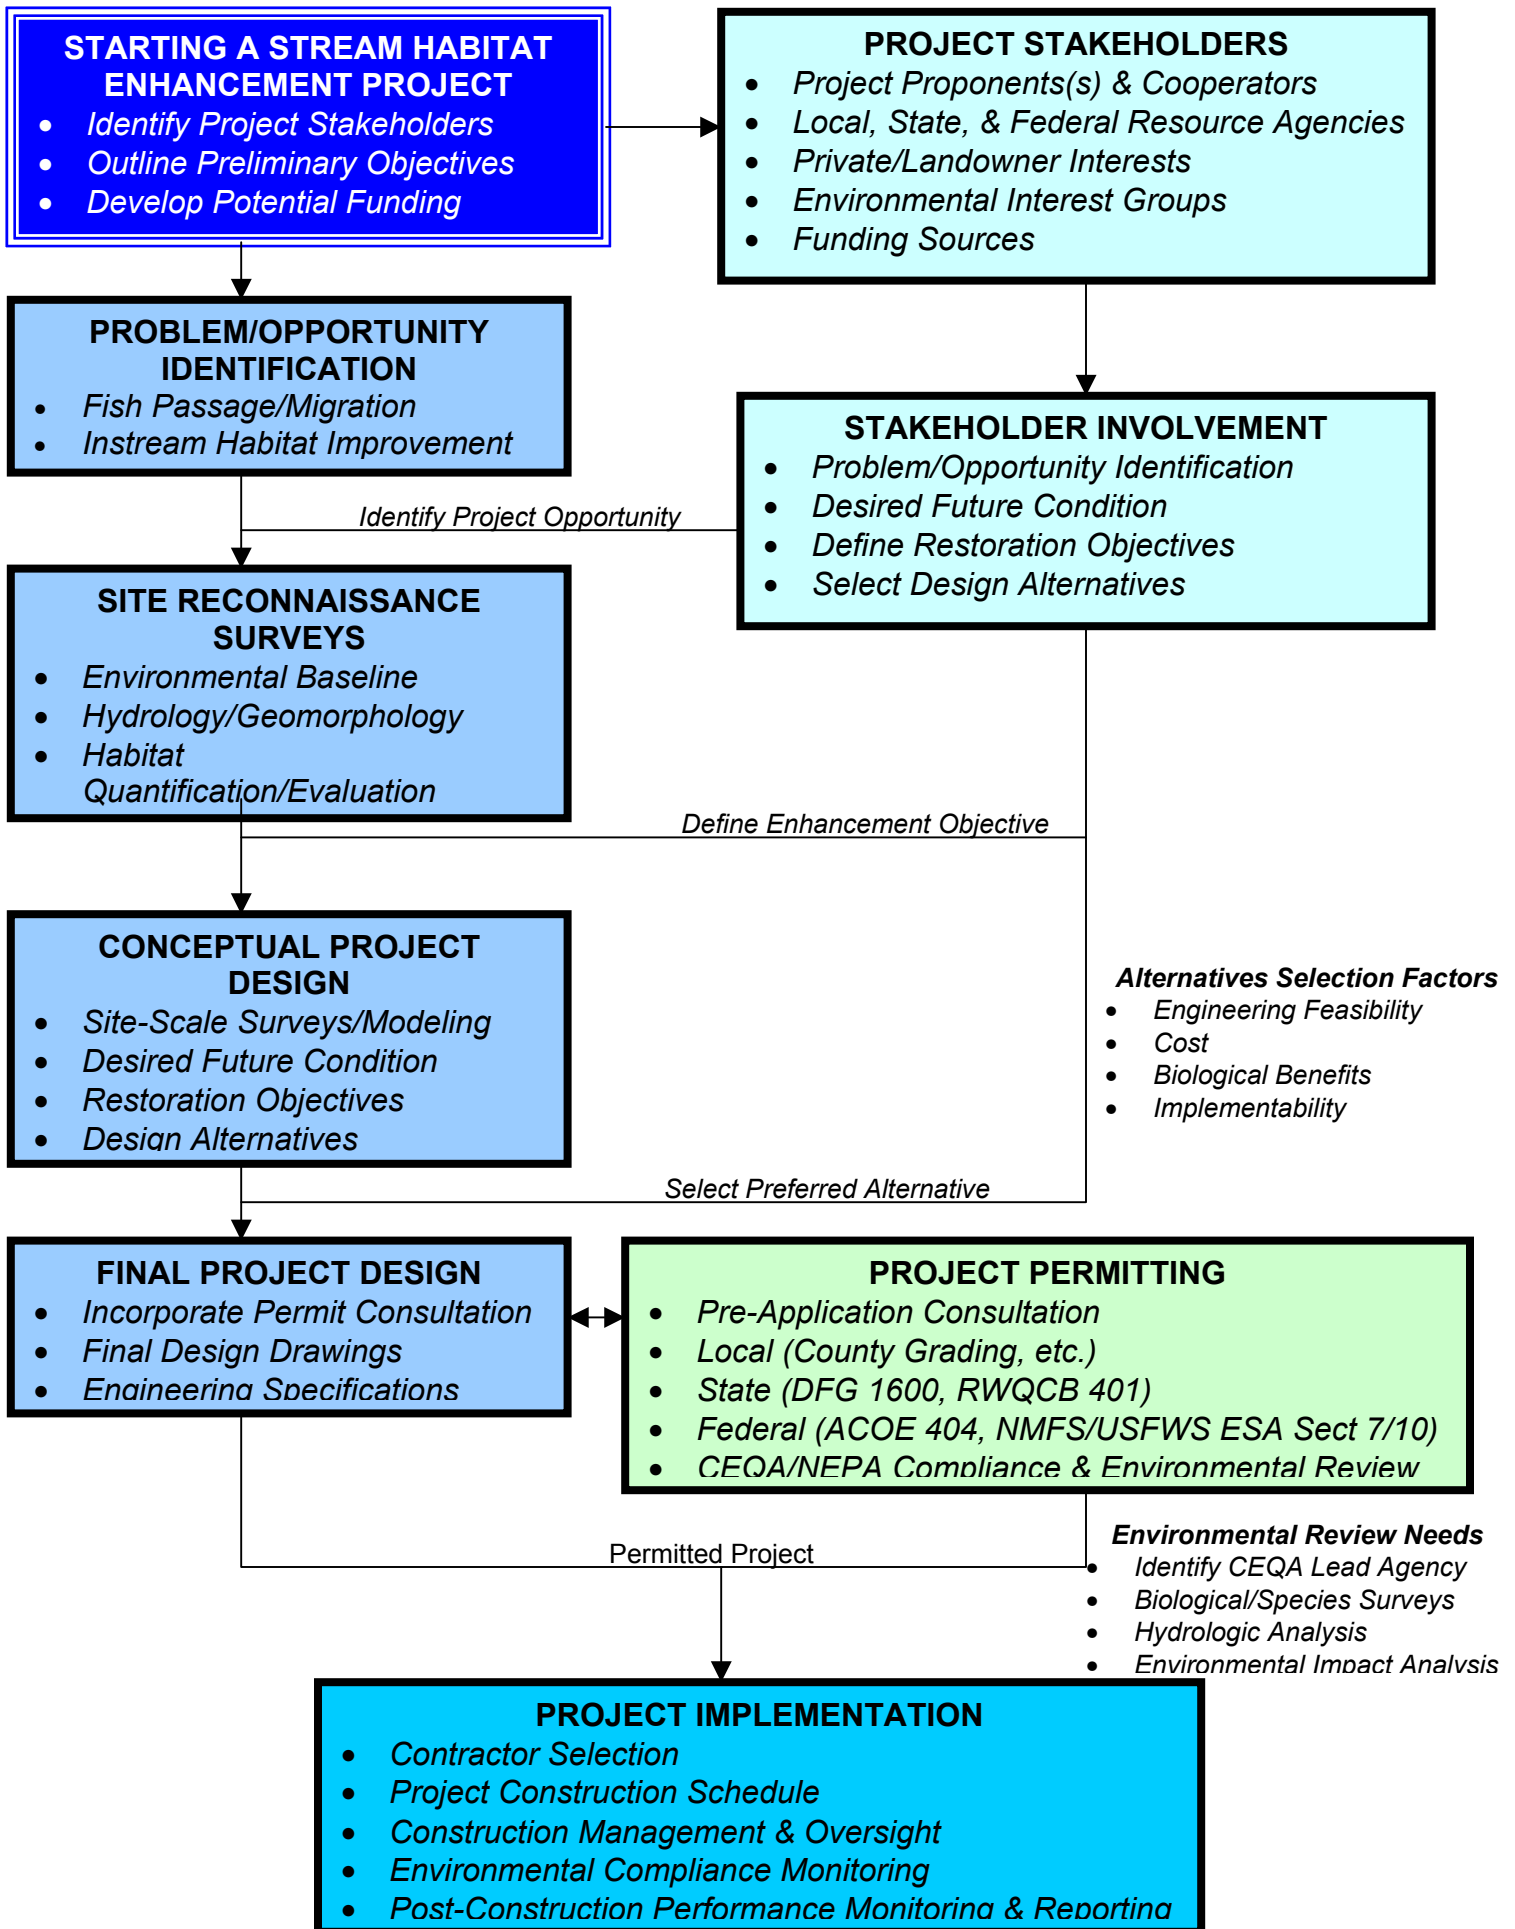 STARTING A STREAM HABITAT
ENHANCEMENT PROJECT
• Identify Project Stakeholders
• Outline Preliminary Objectives
• Develop Potential Funding
PROJECT STAKEHOLDERS
• Project Proponents(s) & Cooperators
• Local, State, & Federal Resource Agencies
• Private/Landowner Interests
• Environmental Interest Groups
• Funding Sources
PROBLEM/OPPORTUNITY
IDENTIFICATION
• Fish Passage/Migration
• Instream Habitat Improvement
STAKEHOLDER INVOLVEMENT
• Problem/Opportunity Identification
• Desired Future Condition
• Define Restoration Objectives
• Select Design Alternatives
Identify Project Opportunity
SITE RECONNAISSANCE
SURVEYS
• Environmental Baseline
• Hydrology/Geomorphology
• Habitat
Quantification/Evaluation
Define Enhancement Objective
CONCEPTUAL PROJECT
DESIGN
• Site-Scale Surveys/Modeling
• Desired Future Condition
• Restoration Objectives
• Design Alternatives
Alternatives Selection Factors
• Engineering Feasibility
• Cost
• Biological Benefits
• Implementability
Select Preferred Alternative
FINAL PROJECT DESIGN
• Incorporate Permit Consultation
• Final Design Drawings
• Engineering Specifications
PROJECT PERMITTING
• Pre-Application Consultation
• Local (County Grading, etc.)
• State (DFG 1600, RWQCB 401)
• Federal (ACOE 404, NMFS/USFWS ESA Sect 7/10)
• CEQA/NEPA Compliance & Environmental Review
Permitted Project
Environmental Review Needs
• Identify CEQA Lead Agency
• Biological/Species Surveys
• Hydrologic Analysis
• Environmental Impact Analysis
PROJECT IMPLEMENTATION
• Contractor Selection
• Project Construction Schedule
• Construction Management & Oversight
• Environmental Compliance Monitoring
• Post-Construction Performance Monitoring & Reporting